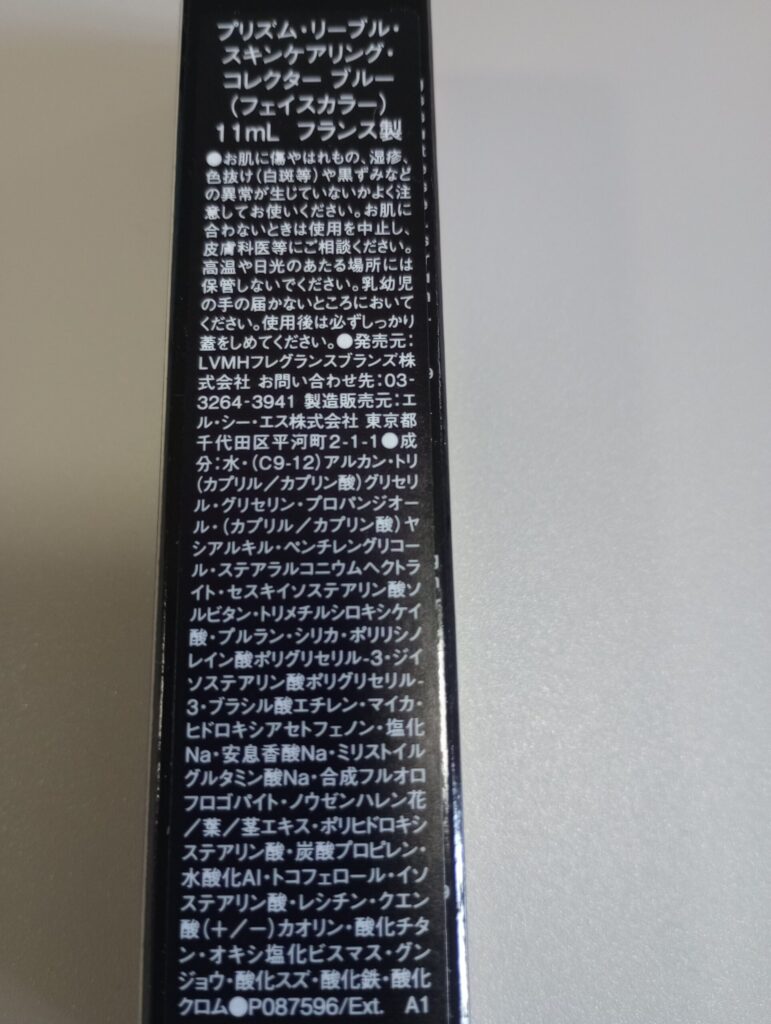 プリズム・リーブル・
スキンケアリング・
コレクター ブルー
(フェイスカラー)
11mL フランス製
●お肌に傷やはれもの、湿疹、
色抜け(白斑等)や黒ずみなど
の異常が生じていないかよく注
意してお使いください。お肌に
合わないときは使用を中止し、
皮膚科医等にご相談ください。
高温や日光のあたる場所には
保管しないでください。乳幼児
の手の届かないところにおいて
ください。使用後は必ずしっかり
蓋をしめてください。●発売元:
LVMHフレグランスブランズ株
式会社 お問い合わせ先:03-
3264-3941 製造販売元:エ
ル・シー・エス株式会社 東京都
千代田区平河町2-1-1●成
分:水・(C9-12)アルカン・トリ
(カプリル/カプリン酸)グリセリ
ル・グリセリン・プロパンジオー
ル・(カプリル/カプリン酸)ヤ
シアルキル・ペンチレングリコー
ル・ステアラルコニウムヘクトラ
イト・セスキイソステアリン酸ソ
ルビタン・トリメチルシロキシケイ
酸・プルラン・シリカ・ポリリシノ
レイン酸ポリグリセリル-3・ジイ
ソステアリン酸ポリグリセリル-
3・ブラシル酸エチレン・マイカ・
ヒドロキシアセトフェノン・塩化
Na・安息香酸Na・ミリストイル
グルタミン酸Na・合成フルオロ
フロゴパイト・ノウゼンハレン花
/葉/茎エキス・ポリヒドロキシ
ステアリン酸・炭酸プロピレン・
水酸化Al・トコフェロール・イソ
ステアリン酸・レシチン・クエン
酸(+/-)カオリン・酸化チタ
ン・オキシ塩化ビスマス・グン
ジョウ・酸化スズ・酸化鉄・酸化
クロム●P087596/Ext. A1